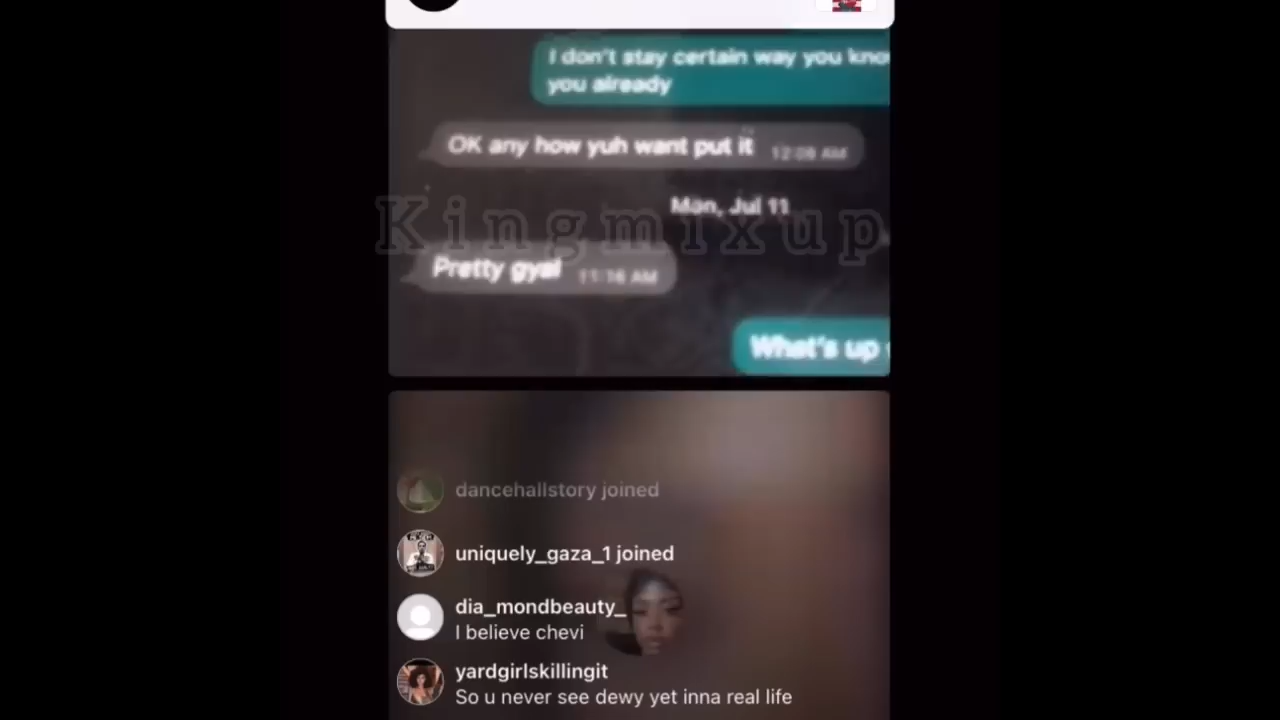 I don't stay certain way you kno
you already
OK any how yuh want put it 12:09 AM
Mon, Jul 11
Kingmixup
Pretty gyal 11:16 AM
What's up
dancehallstory joined
uniquely_gaza_1 joined
dia_mondbeauty_
I believe chevi
yardgirlskillingit
So u never see dewy yet inna real life